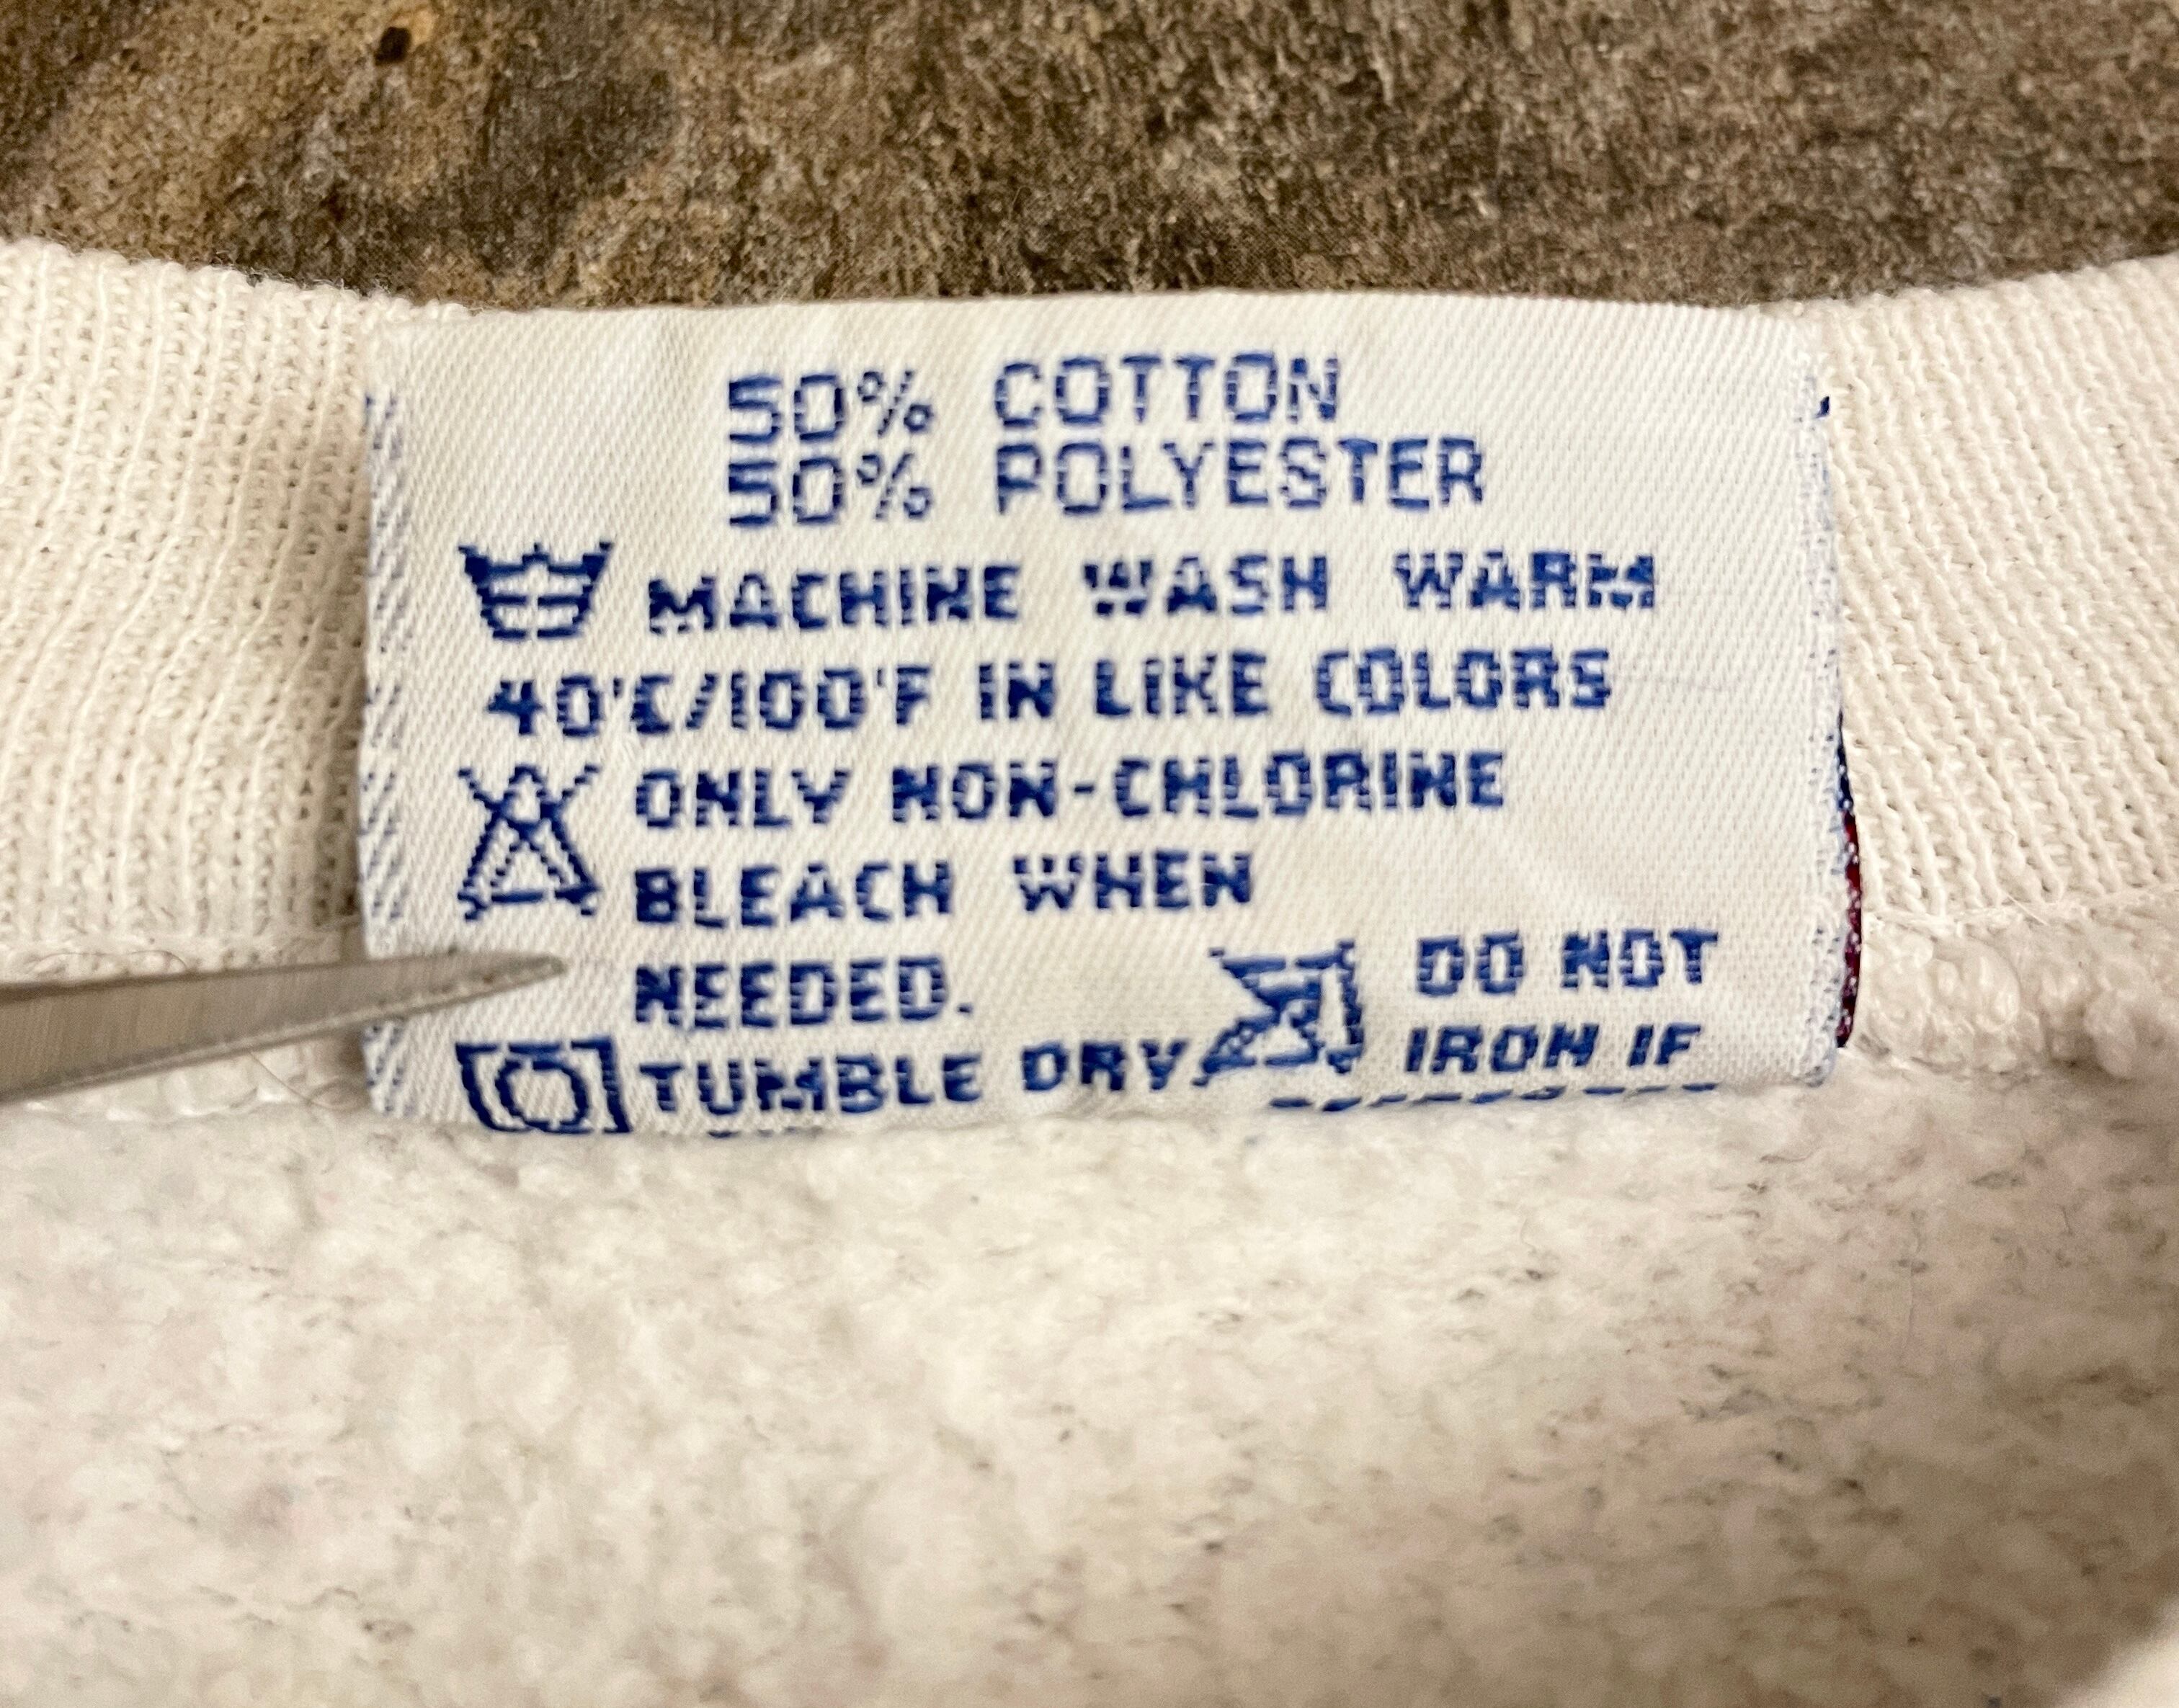 50% COTTON
50% POLYESTER
MACHINE WASH WARM
40°C/100°F IN LIKE COLORS
ONLY NON-CHLORINE
BLEACH WHEN
NEEDED.
TUMBLE DRY
DO NOT
IRON IF